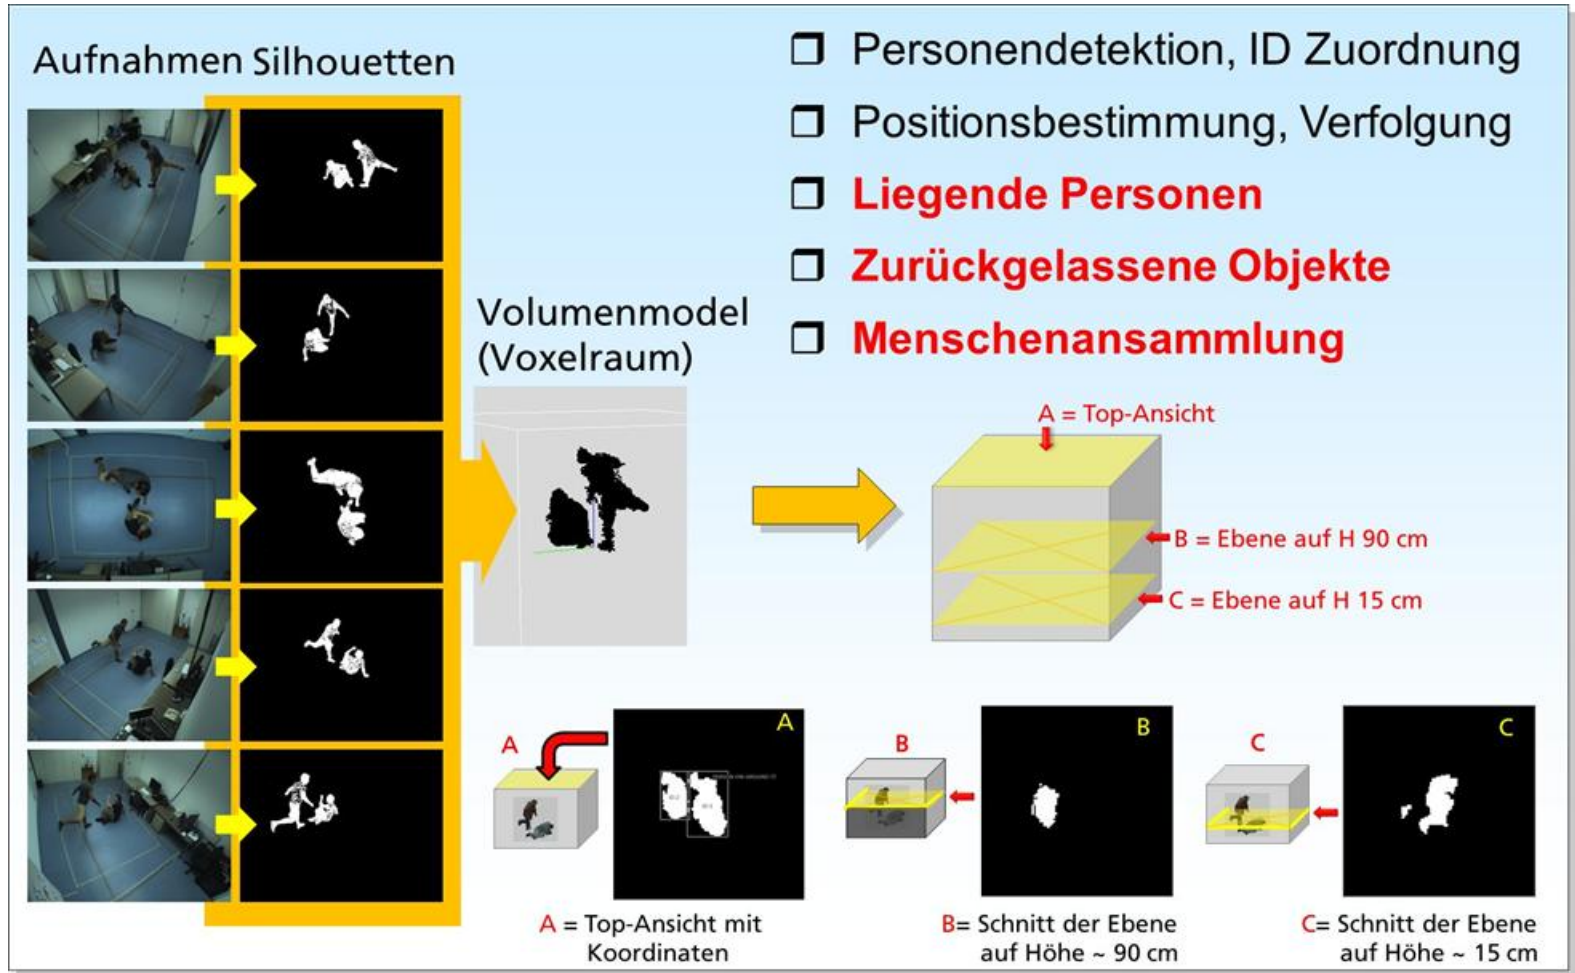 Aufnahmen Silhouetten
Personendetektion, ID Zuordnung
Positionsbestimmung, Verfolgung
Liegende Personen
Zurückgelassene Objekte
Menschenansammlung
Volumenmodel
(Voxelraum)
A = Top-Ansicht
B = Ebene auf H 90 cm
C = Ebene auf H 15 cm
A
A
B
B
C
C
A = Top-Ansicht mit
Koordinaten
B= Schnitt der Ebene
auf Höhe ~ 90 cm
C= Schnitt der Ebene
auf Höhe ~ 15 cm